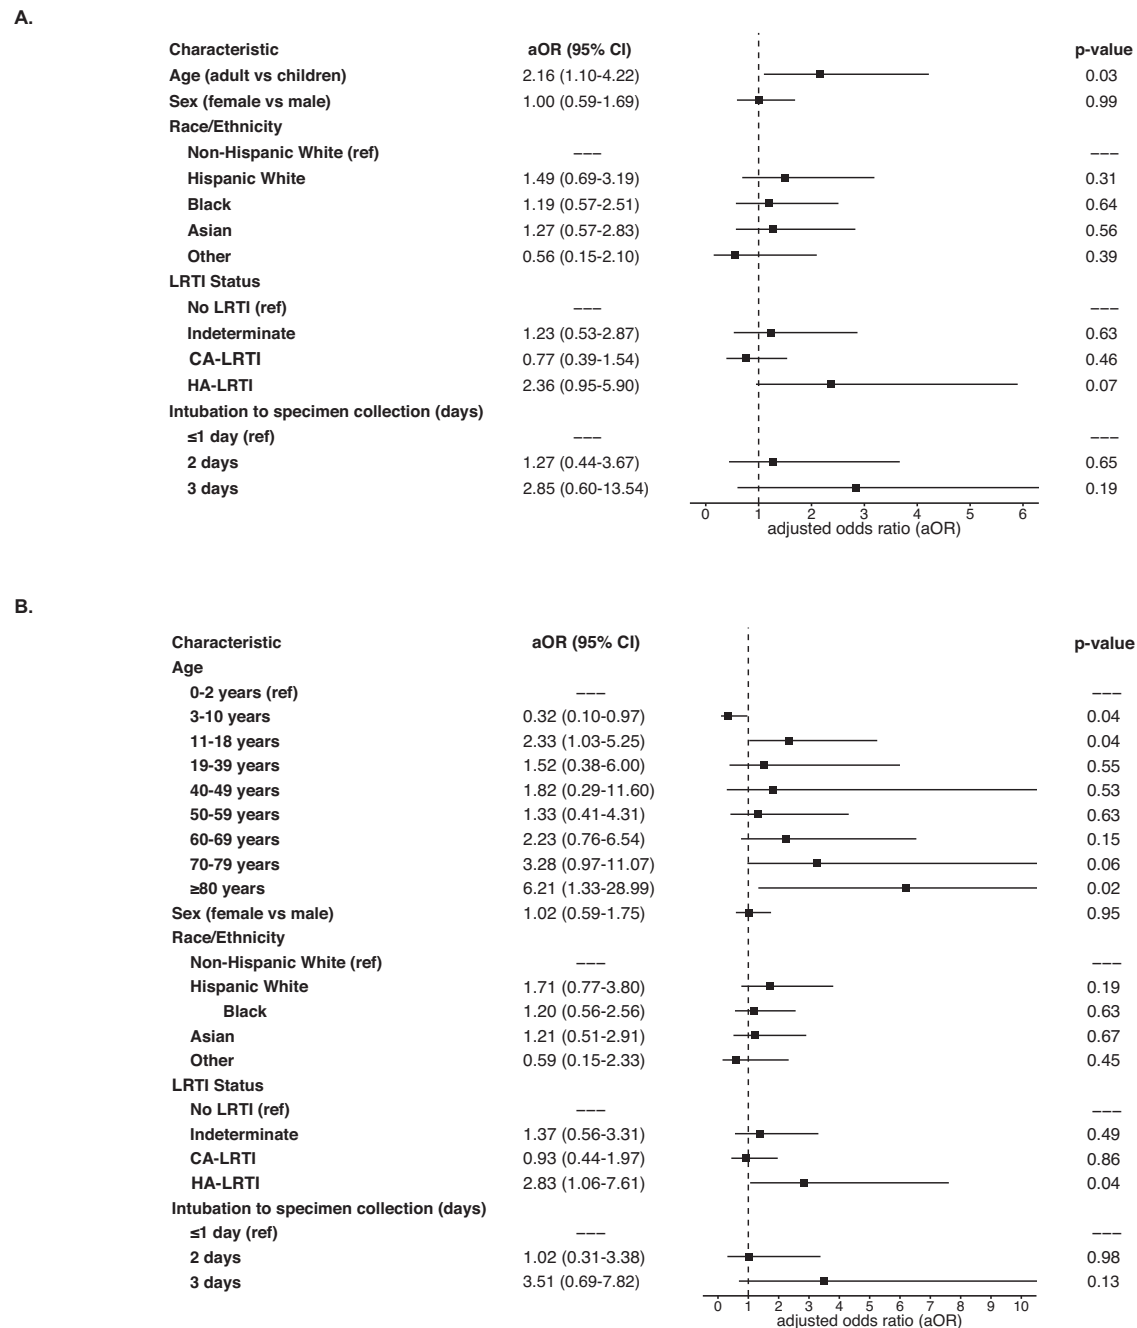 A.
Characteristic aOR (95% CI) p-value
Age (adult vs children) 2.16 (1.10-4.22) 0.03
Sex (female vs male) 1.00 (0.59-1.69) 0.99
Race/Ethnicity
Non-Hispanic White (ref) --- ---
Hispanic White 1.49 (0.69-3.19) 0.31
Black 1.19 (0.57-2.51) 0.64
Asian 1.27 (0.57-2.83) 0.56
Other 0.56 (0.15-2.10) 0.39
LRTI Status
No LRTI (ref) --- ---
Indeterminate 1.23 (0.53-2.87) 0.63
CA-LRTI 0.77 (0.39-1.54) 0.46
HA-LRTI 2.36 (0.95-5.90) 0.07
Intubation to specimen collection (days)
≤1 day (ref) --- ---
2 days 1.27 (0.44-3.67) 0.65
3 days 2.85 (0.60-13.54) 0.19
0 1 2 3 4 5 6
adjusted odds ratio (aOR)
B.
Characteristic aOR (95% CI) p-value
Age
0-2 years (ref) --- ---
3-10 years 0.32 (0.10-0.97) 0.04
11-18 years 2.33 (1.03-5.25) 0.04
19-39 years 1.52 (0.38-6.00) 0.55
40-49 years 1.82 (0.29-11.60) 0.53
50-59 years 1.33 (0.41-4.31) 0.63
60-69 years 2.23 (0.76-6.54) 0.15
70-79 years 3.28 (0.97-11.07) 0.06
≥80 years 6.21 (1.33-28.99) 0.02
Sex (female vs male) 1.02 (0.59-1.75) 0.95
Race/Ethnicity
Non-Hispanic White (ref) --- ---
Hispanic White 1.71 (0.77-3.80) 0.19
Black 1.20 (0.56-2.56) 0.63
Asian 1.21 (0.51-2.91) 0.67
Other 0.59 (0.15-2.33) 0.45
LRTI Status
No LRTI (ref) --- ---
Indeterminate 1.37 (0.56-3.31) 0.49
CA-LRTI 0.93 (0.44-1.97) 0.86
HA-LRTI 2.83 (1.06-7.61) 0.04
Intubation to specimen collection (days)
≤1 day (ref) --- ---
2 days 1.02 (0.31-3.38) 0.98
3 days 3.51 (0.69-7.82) 0.13
0 1 2 3 4 5 6 7 8 9 10
adjusted odds ratio (aOR)